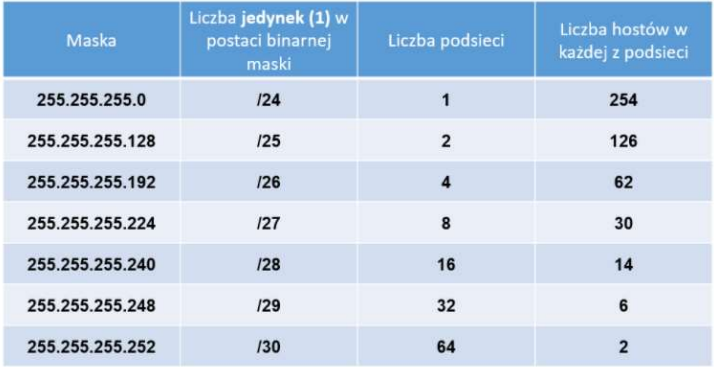 Maska Liczba jedynek (1) w postaci binarnej maski Liczba podsieci Liczba hostów w każdej z podsieci
255.255.255.0 /24 1 254
255.255.255.128 /25 2 126
255.255.255.192 /26 4 62
255.255.255.224 /27 8 30
255.255.255.240 /28 16 14
255.255.255.248 /29 32 6
255.255.255.252 /30 64 2